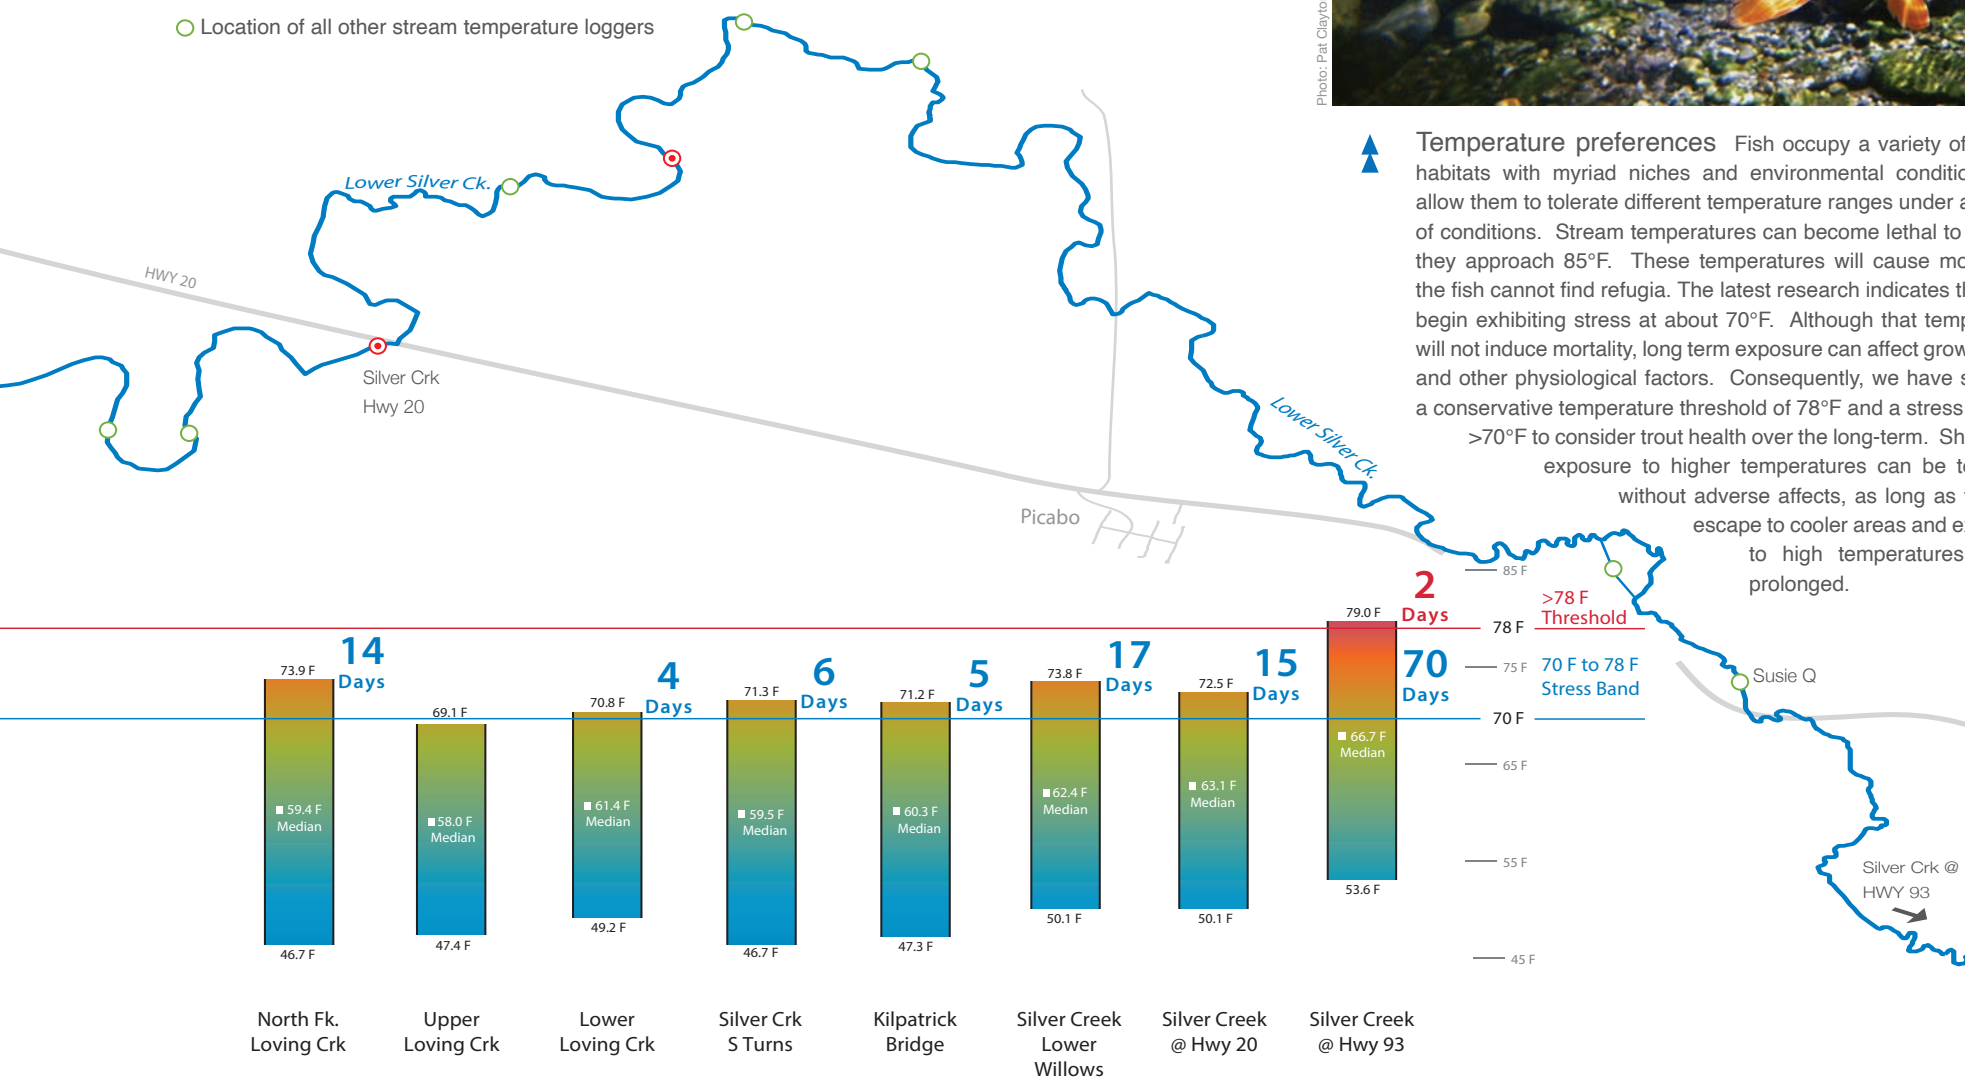 Location of all other stream temperature loggers
Photo: Pat Clayto
Lower Silver Ck.
HWY 20
Silver Crk
Hwy 20
Lower Silver Ck.
Picabo
Temperature preferences Fish occupy a variety of
habitats with myriad niches and environmental conditic
allow them to tolerate different temperature ranges under a
of conditions. Stream temperatures can become lethal to
they approach 85°F. These temperatures will cause mo
the fish cannot find refugia. The latest research indicates th
begin exhibiting stress at about 70°F. Although that temp
will not induce mortality, long term exposure can affect grow
and other physiological factors. Consequently, we have s
a conservative temperature threshold of 78°F and a stress
>70°F to consider trout health over the long-term. Sh
exposure to higher temperatures can be to
without adverse affects, as long as
escape to cooler areas and ex
to high temperatures
prolonged.
85 F
>78 F
Threshold
78 F
75 F
70 F to 78 F
Stress Band
70 F
65 F
55 F
45 F
Susie Q
Silver Crk @
HWY 93
73.9 F
14
Days
59.4 F
Median
46.7 F
North Fk.
Loving Crk
69.1 F
58.0 F
Median
47.4 F
Upper
Loving Crk
70.8 F
4
Days
61.4 F
Median
49.2 F
Lower
Loving Crk
71.3 F
6
Days
59.5 F
Median
46.7 F
Silver Crk
S Turns
71.2 F
5
Days
60.3 F
Median
47.3 F
Kilpatrick
Bridge
73.8 F
17
Days
62.4 F
Median
50.1 F
Silver Creek
Lower
Willows
72.5 F
15
Days
63.1 F
Median
50.1 F
Silver Creek
@ Hwy 20
79.0 F
2
Days
70
Days
66.7 F
Median
53.6 F
Silver Creek
@ Hwy 93